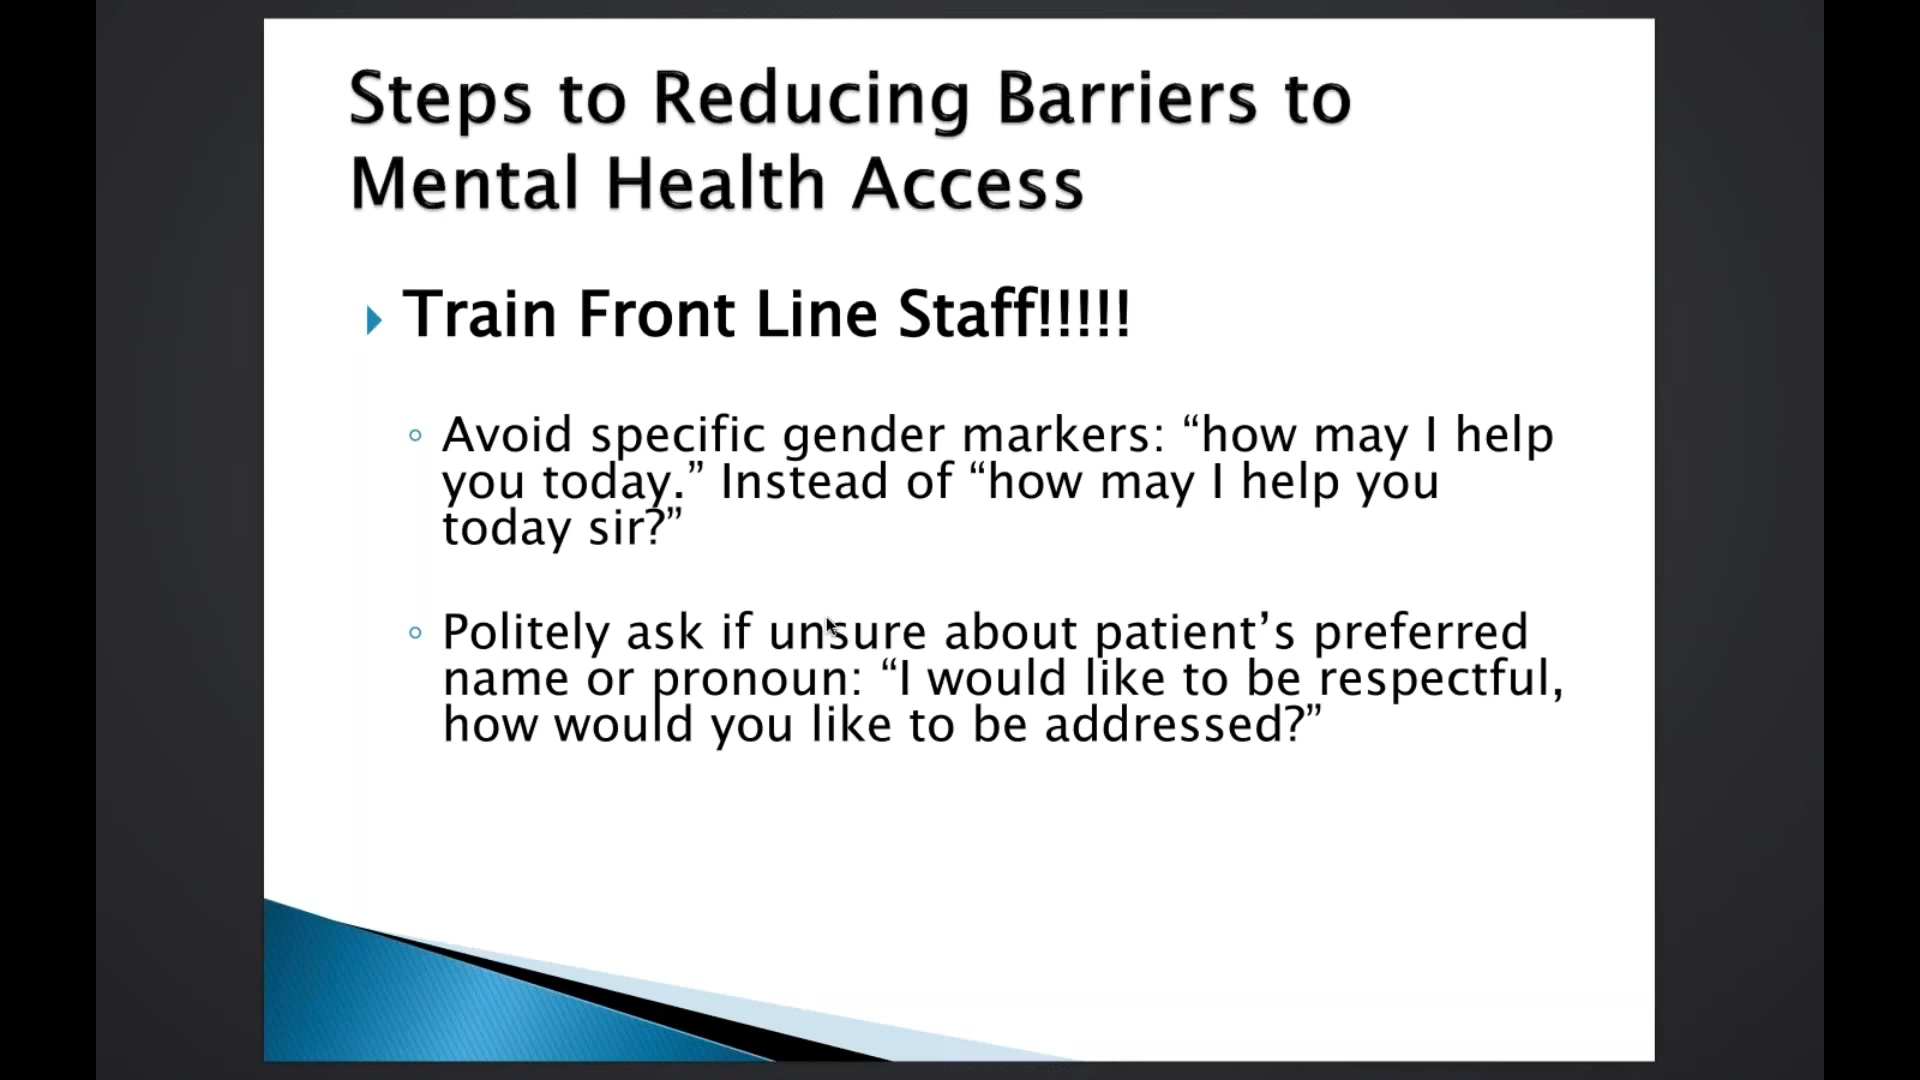 Steps to Reducing Barriers to
Mental Health Access
Train Front Line Staff!!!!!
Avoid specific gender markers: “how may I help
you today.” Instead of “how may I help you
today sir?”
Politely ask if unsure about patient’s preferred
name or pronoun: “I would like to be respectful,
how would you like to be addressed?”